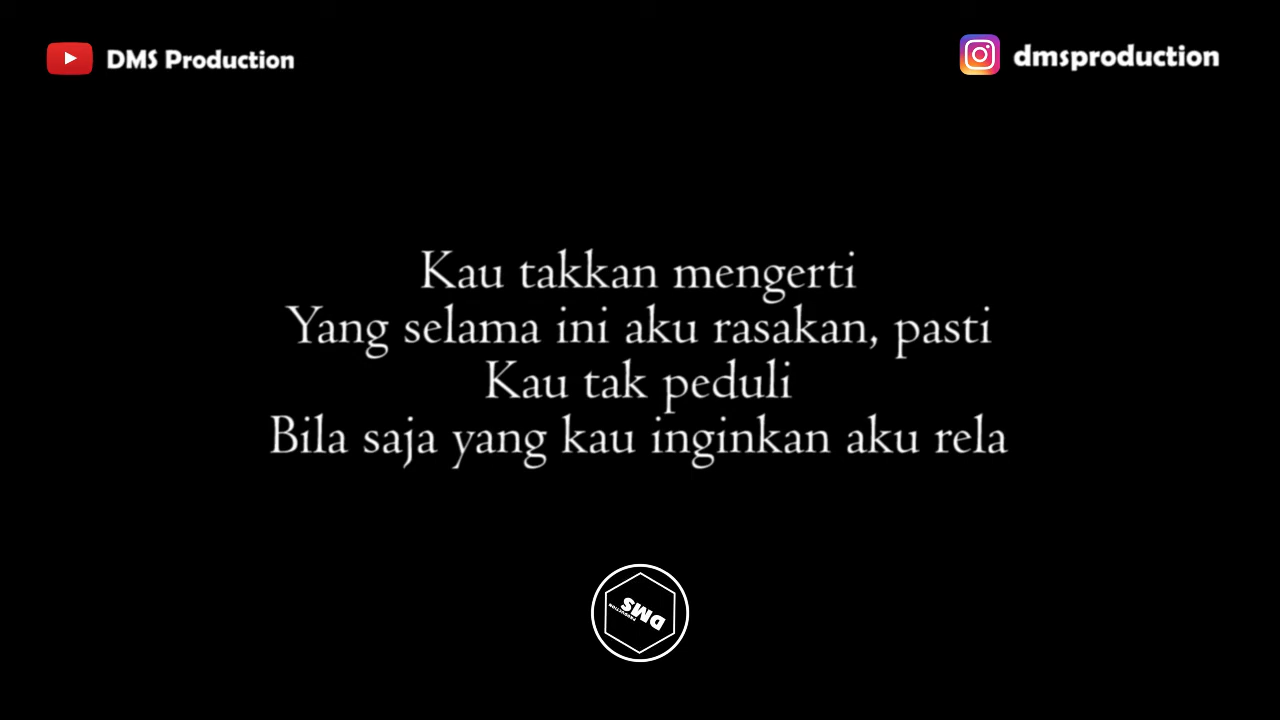 DMS Production
dmsproduction
Kau takkan mengerti
Yang selama ini aku rasakan, pasti
Kau tak peduli
Bila saja yang kau inginkan aku rela
DMS
PRODUCTION